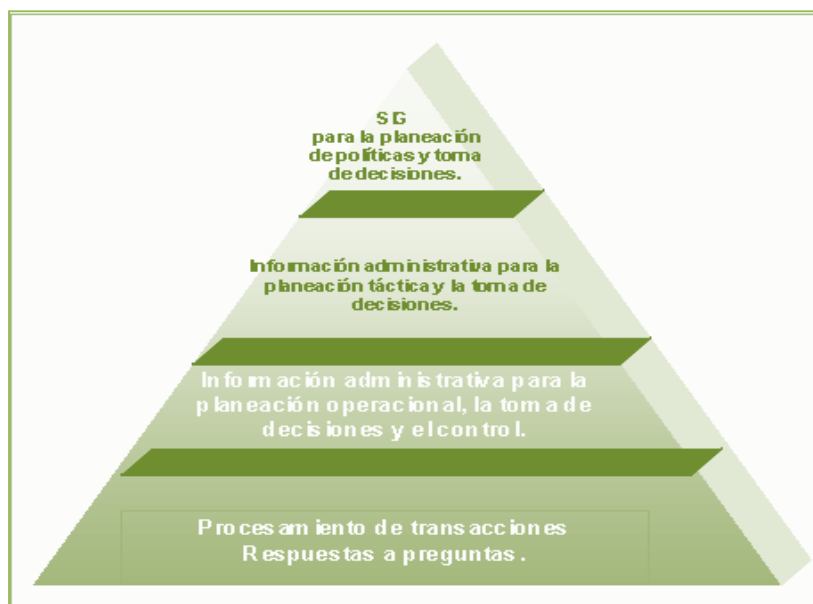 SIG
para la planeación
de políticas y toma
de decisiones.
Información administrativa para la
planeación táctica y la toma de
decisiones.
Información administrativa para la
planeación operacional, la toma de
decisiones y el control.
Procesamiento de transacciones
Respuestas a preguntas.